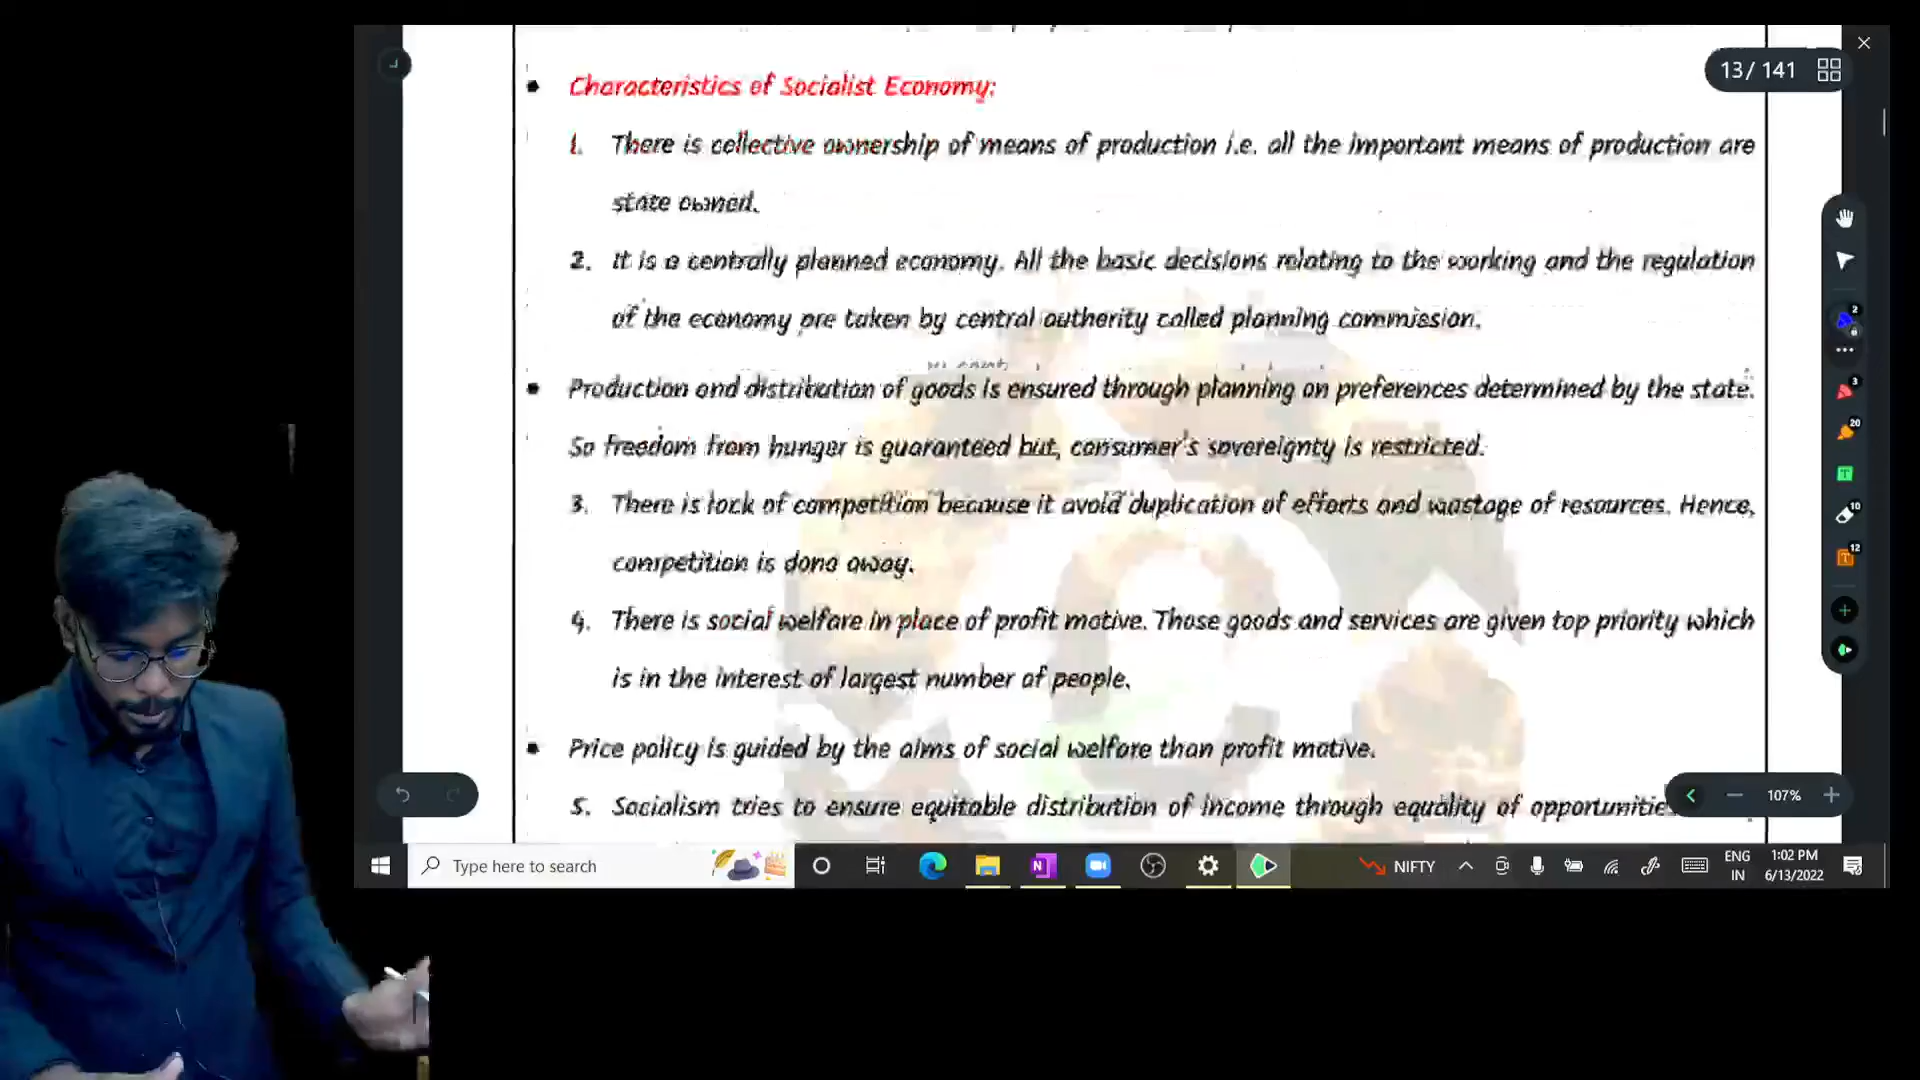 13/ 141
Characteristics of Socialist Economy:
1. There is collective ownership of means of production i.e. all the important means of production are
state owned.
2. It is a centrally planned economy. All the basic decisions relating to the working and the regulation
of the economy pre taken by central authority called planning commission.
Production and distribution of goods is ensured through planning on preferences determined by the state.
So freedom from hunger is guaranteed but, consumer's sovereignty is restricted.
3. There is lack of competition because it avoid duplication of efforts and wastage of resources. Hence,
competition is dona away.
4. There is social welfare in place of profit motive. Those goods and services are given top priority which
is in the interest of largest number of people.
Price policy is guided by the aims of social welfare than profit motive.
5. Socialism tries to ensure equitable distribution of income through equality of
2
3
20
10
12
107%
Type here to search
NIFTY
ENG
IN
1:02 PM
6/13/2022